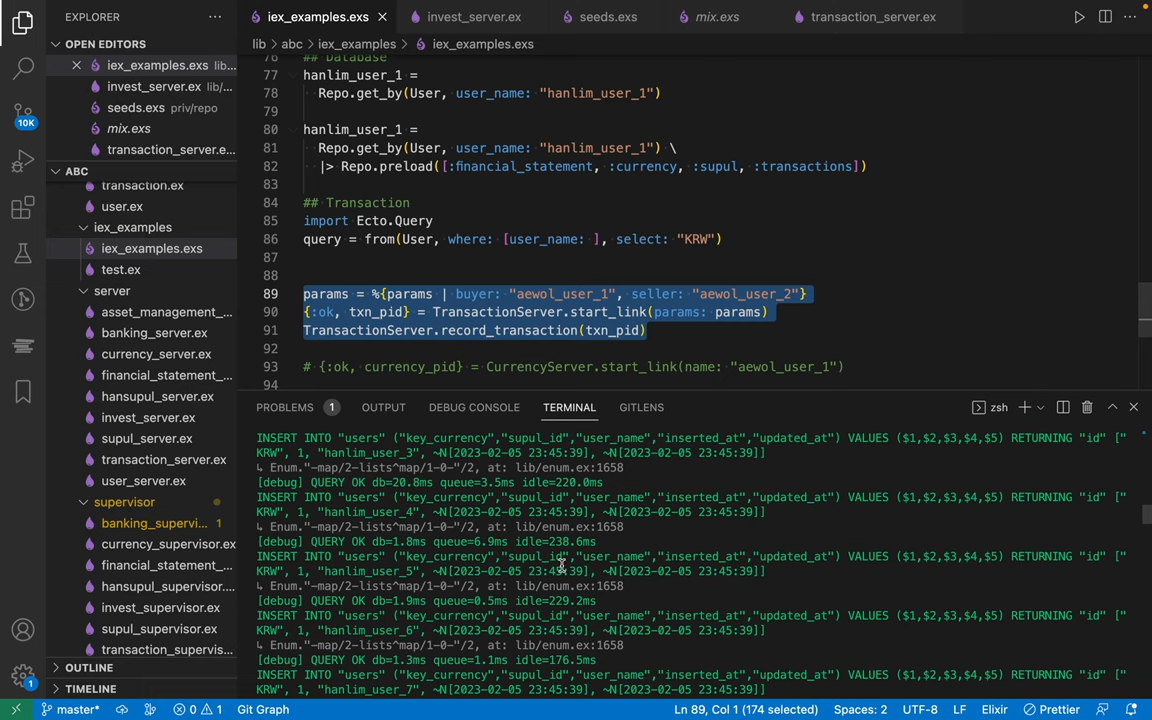 EXPLORER
OPEN EDITORS
iex_examples.exs lib...
invest_server.ex lib/...
seeds.exs priv/repo
mix.exs
transaction_server.e...
ABC
transaction.ex
user.ex
iex_examples
iex_examples.exs
test.ex
server
asset_management_...
banking_server.ex
currency_server.ex
financial_statement_...
hansupul_server.ex
invest_server.ex
supul_server.ex
transaction_server.ex
user_server.ex
supervisor
banking_supervi... 1
currency_supervisor.ex
financial_statement_...
hansupul_supervisor....
invest_supervisor.ex
supul_supervisor.ex
transaction_supervis...
OUTLINE
TIMELINE
10K
1
iex_examples.exs
invest_server.ex
seeds.exs
mix.exs
transaction_server.ex
lib > abc > iex_examples > iex_examples.exs
76 ## Database
77 hanlim_user_1 =
78 Repo.get_by(User, user_name: "hanlim_user_1")
79
80 hanlim_user_1 =
81 Repo.get_by(User, user_name: "hanlim_user_1") \
82 |> Repo.preload([:financial_statement, :currency, :supul, :transactions])
83
84 ## Transaction
85 import Ecto.Query
86 query = from(User, where: [user_name: ], select: "KRW")
87
88
89 params = %{params | buyer: "aewol_user_1", seller: "aewol_user_2"}
90 {:ok, txn_pid} = TransactionServer.start_link(params: params)
91 TransactionServer.record_transaction(txn_pid)
92
93 # {:ok, currency_pid} = CurrencyServer.start_link(name: "aewol_user_1")
94
PROBLEMS 1 OUTPUT DEBUG CONSOLE TERMINAL GITLENS zsh
INSERT INTO "users" ("key_currency","supul_id","user_name","inserted_at","updated_at") VALUES ($1,$2,$3,$4,$5) RETURNING "id" ["
KRW", 1, "hanlim_user_3", ~N[2023-02-05 23:45:39], ~N[2023-02-05 23:45:39]]
↳ Enum."-map/2-lists^map/1-0-"/2, at: lib/enum.ex:1658
[debug] QUERY OK db=20.8ms queue=3.5ms idle=220.0ms
INSERT INTO "users" ("key_currency","supul_id","user_name","inserted_at","updated_at") VALUES ($1,$2,$3,$4,$5) RETURNING "id" ["
KRW", 1, "hanlim_user_4", ~N[2023-02-05 23:45:39], ~N[2023-02-05 23:45:39]]
↳ Enum."-map/2-lists^map/1-0-"/2, at: lib/enum.ex:1658
[debug] QUERY OK db=1.8ms queue=6.9ms idle=238.6ms
INSERT INTO "users" ("key_currency","supul_id","user_name","inserted_at","updated_at") VALUES ($1,$2,$3,$4,$5) RETURNING "id" ["
KRW", 1, "hanlim_user_5", ~N[2023-02-05 23:45:39], ~N[2023-02-05 23:45:39]]
↳ Enum."-map/2-lists^map/1-0-"/2, at: lib/enum.ex:1658
[debug] QUERY OK db=1.9ms queue=0.5ms idle=229.2ms
INSERT INTO "users" ("key_currency","supul_id","user_name","inserted_at","updated_at") VALUES ($1,$2,$3,$4,$5) RETURNING "id" ["
KRW", 1, "hanlim_user_6", ~N[2023-02-05 23:45:39], ~N[2023-02-05 23:45:39]]
↳ Enum."-map/2-lists^map/1-0-"/2, at: lib/enum.ex:1658
[debug] QUERY OK db=1.3ms queue=1.1ms idle=176.5ms
INSERT INTO "users" ("key_currency","supul_id","user_name","inserted_at","updated_at") VALUES ($1,$2,$3,$4,$5) RETURNING "id" ["
KRW", 1, "hanlim_user_7", ~N[2023-02-05 23:45:39], ~N[2023-02-05 23:45:39]]
master* 0 1 Git Graph Ln 89, Col 1 (174 selected) Spaces: 2 UTF-8 LF Elixir Prettier